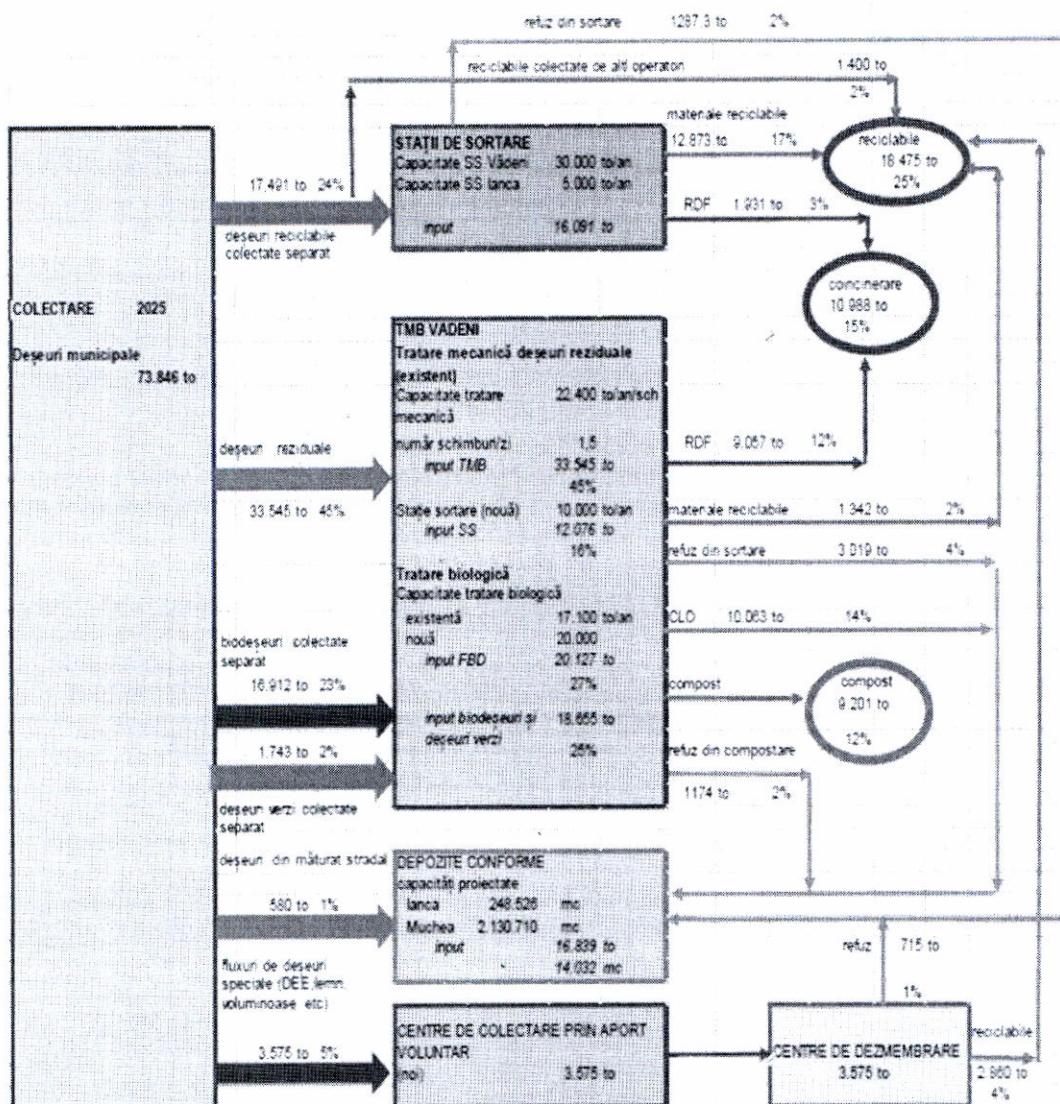 refuz din sortare 1287.3 to 2%
reciclabile colectate de alti operatori 1.400 to
2%
materiale reciclabile
12.873 to 17%
reciclabile
18.475 to
25%
STAȚII DE SORTARE
Capacitate SS Vădeni 30.000 to/an
Capacitate SS Ianca 5.000 to/an
input 16.091 to
17.491 to 24%
deșeuri reciclabile
colectate separat
RDF 1.931 to 3%
coincinerare
10.988 to
15%
COLECTARE 2025
Deșeuri municipale
73.846 to
TMB VADENI
Tratare mecanică deșeuri reziduale
(existent)
Capacitate tratare 22.400 to/an/sch
mecanică
număr schimburi/zi 1,5
input TMB 33.545 to
45%
deșeuri reziduale
33.545 to 45%
RDF 9.057 to 12%
Stație sortare (nouă) 10.000 to/an
input SS 12.076 to
16%
materiale reciclabile 1.342 to 2%
refuz din sortare 3.019 to 4%
Tratare biologică
Capacitate tratare biologică
existentă 17.100 to/an
nouă 20.000
input FBD 20.127 to
27%
CLO 10.063 to 14%
biodeșeuri colectate
separat
16.912 to 23%
compost
compost
9.201 to
12%
input biodeșeuri și 18.655 to
deșeuri verzi
25%
1.743 to 2%
deșeuri verzi colectate
separat
refuz din compostare
1174 to 2%
deșeuri din măturat stradal
580 to 1%
DEPOZITE CONFORME
capacități proiectate
Ianca 248.526 mc
Muchea 2.130.710 mc
input 16.839 to
14.032 mc
refuz 715 to
1%
fluxuri de deșeuri
speciale (DEE, lemn,
voluminoase etc)
3.575 to 5%
CENTRE DE COLECTARE PRIN APORT
VOLUNTAR
(noi) 3.575 to
CENTRE DE DEZMEMBRARE
3.575 to
reciclabile
2.860 to
4%